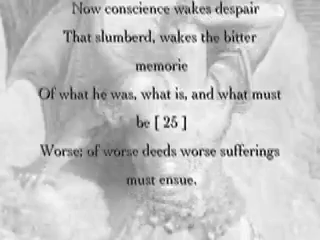 Now conscience wakes despair
That slumberd, wakes the bitter
memorie
Of what he was, what is, and what must
be [ 25 ]
Worse; of worse deeds worse sufferings
must ensue.